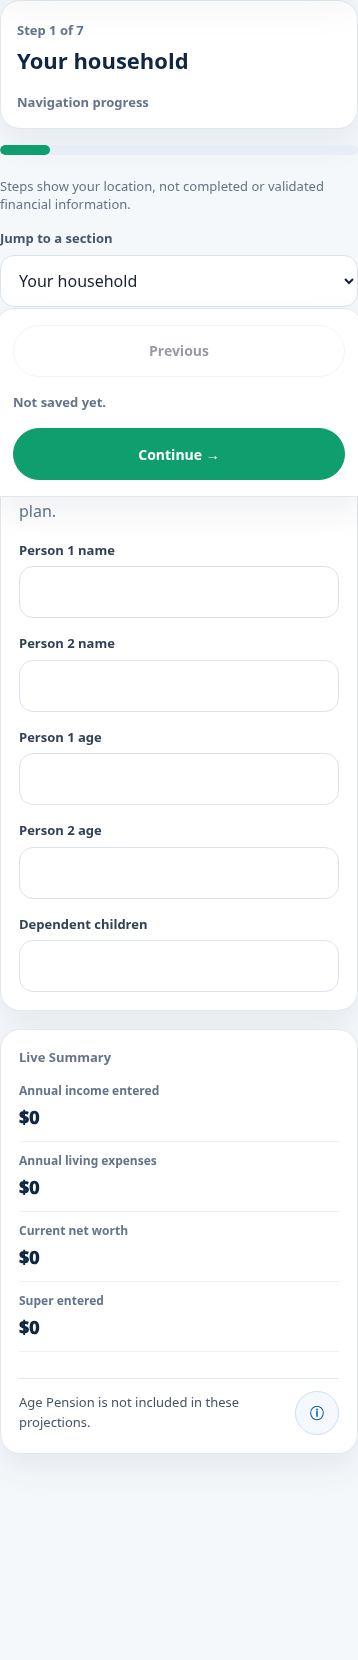 Step 1 of 7
Your household
Navigation progress
Steps show your location, not completed or validated
financial information.
Jump to a section
Your household
Previous
Not saved yet.
Continue →
plan.
Person 1 name
Person 2 name
Person 1 age
Person 2 age
Dependent children
Live Summary
Annual income entered
$0
Annual living expenses
$0
Current net worth
$0
Super entered
$0
Age Pension is not included in these
projections.
ⓘ